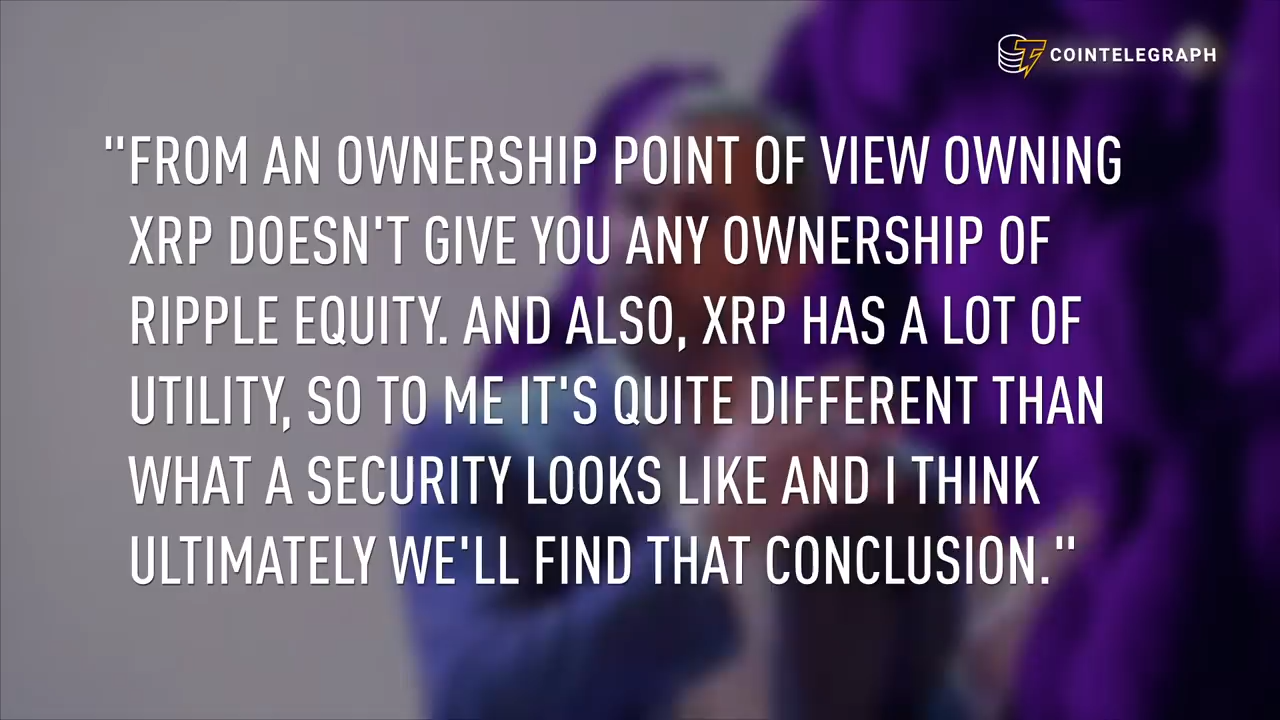 COINTELEGRAPH
"FROM AN OWNERSHIP POINT OF VIEW OWNING
XRP DOESN'T GIVE YOU ANY OWNERSHIP OF
RIPPLE EQUITY. AND ALSO, XRP HAS A LOT OF
UTILITY, SO TO ME IT'S QUITE DIFFERENT THAN
WHAT A SECURITY LOOKS LIKE AND I THINK
ULTIMATELY WE'LL FIND THAT CONCLUSION."